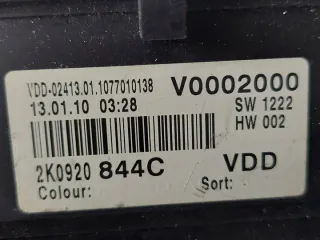 VDD-02413.01.1077010138 V0002000
13.01.10 03:28 SW 1222
HW 002
2K0920 844C VDD
Colour: Sort: